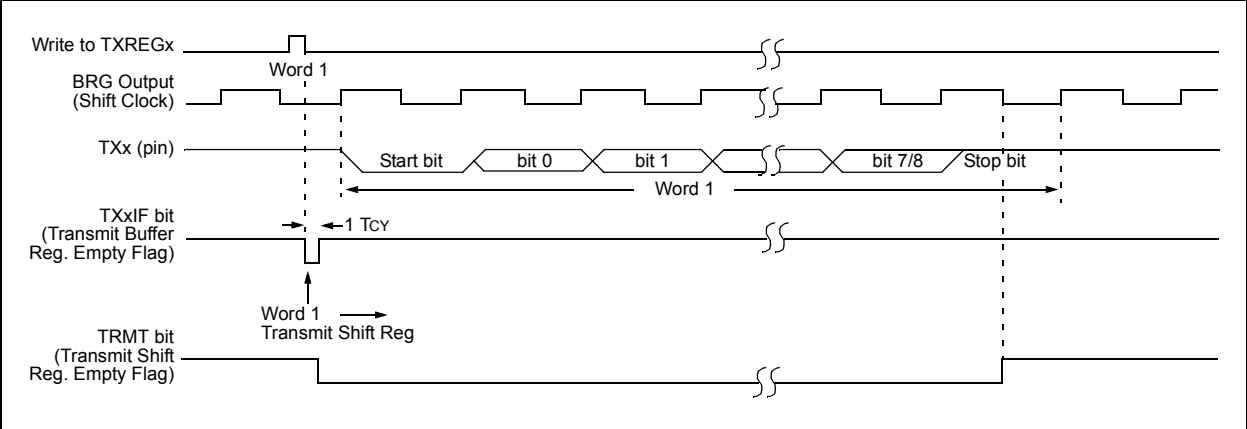 Write to TXREGx
Word 1
BRG Output
(Shift Clock)
TXx (pin)
Start bit
bit 0
bit 1
bit 7/8
Stop bit
Word 1
TXxIF bit
(Transmit Buffer
Reg. Empty Flag)
1 TCY
Word 1
Transmit Shift Reg
TRMT bit
(Transmit Shift
Reg. Empty Flag)